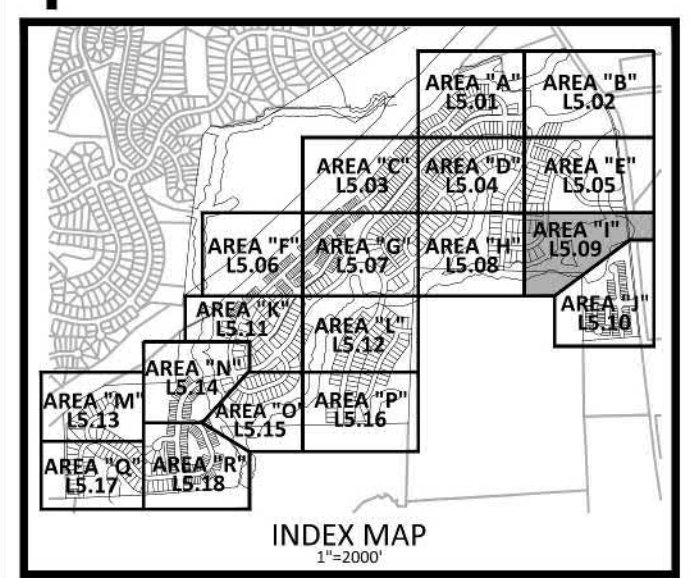 AREA "A"
L5.01
AREA "B"
L5.02
AREA "C"
L5.03
AREA "D"
L5.04
AREA "E"
L5.05
AREA "F"
L5.06
AREA "G"
L5.07
AREA "H"
L5.08
AREA "I"
L5.09
AREA "J"
L5.10
AREA "K"
L5.11
AREA "L"
L5.12
AREA "M"
L5.13
AREA "N"
L5.14
AREA "O"
L5.15
AREA "P"
L5.16
AREA "Q"
L5.17
AREA "R"
L5.18
INDEX MAP
1"=2000'